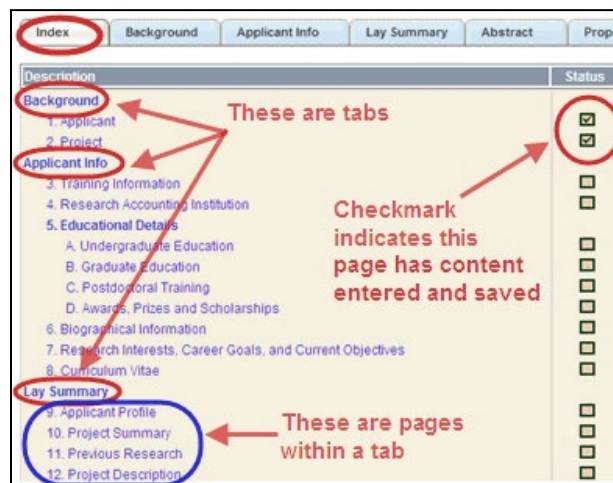 Index Background Applicant Info Lay Summary Abstract Prop
Description Status
Background
These are tabs
1. Applicant
2. Project
Applicant Info
3. Training Information
4. Research Accounting Institution
5. Educational Details
A. Undergraduate Education
B. Graduate Education
C. Postdoctoral Training
D. Awards, Prizes and Scholarships
Checkmark
indicates this
page has content
entered and saved
6. Biographical Information
7. Research Interests, Career Goals, and Current Objectives
8. Curriculum Vitae
Lay Summary
9. Applicant Profile
10. Project Summary
11. Previous Research
12. Project Description
These are pages
within a tab